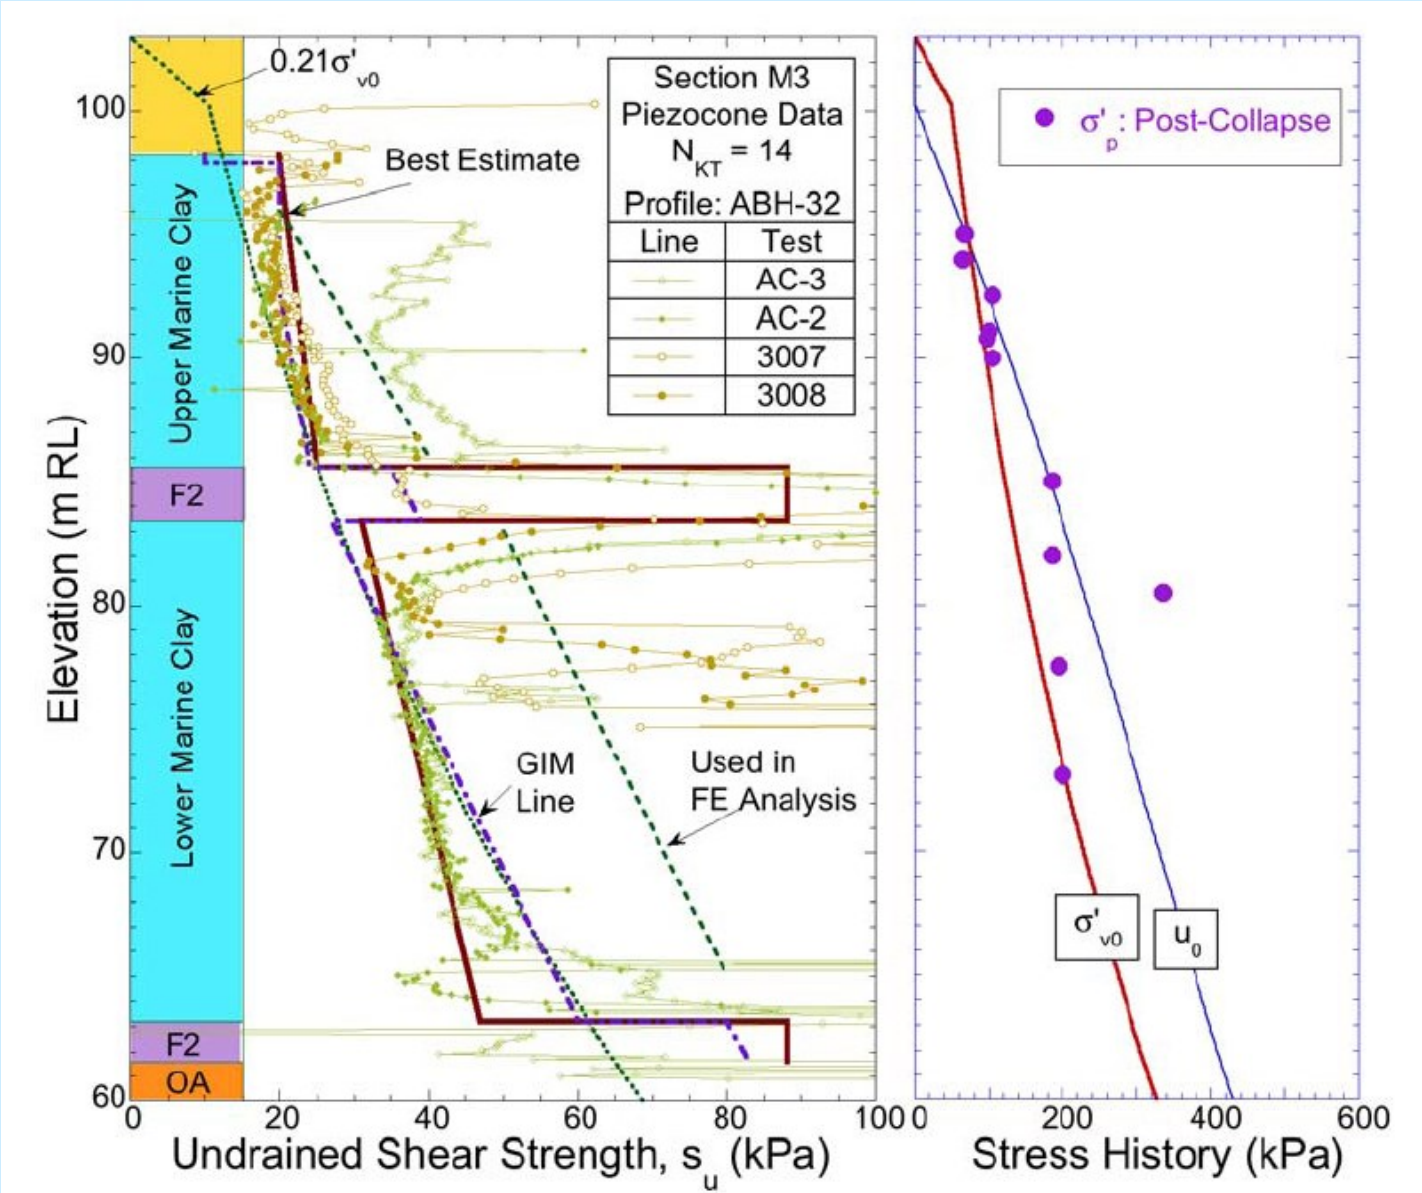 0.21σ'v0
Best Estimate
Section M3
Piezocone Data
NKT = 14
Profile: ABH-32
Line Test
AC-3
AC-2
3007
3008
σ'p: Post-Collapse
Elevation (m RL)
100
90
80
70
60
Upper Marine Clay
F2
Lower Marine Clay
F2
OA
GIM
Line
Used in
FE Analysis
σ'v0
u0
0 20 40 60 80 100
Undrained Shear Strength, su (kPa)
0 200 400 600
Stress History (kPa)